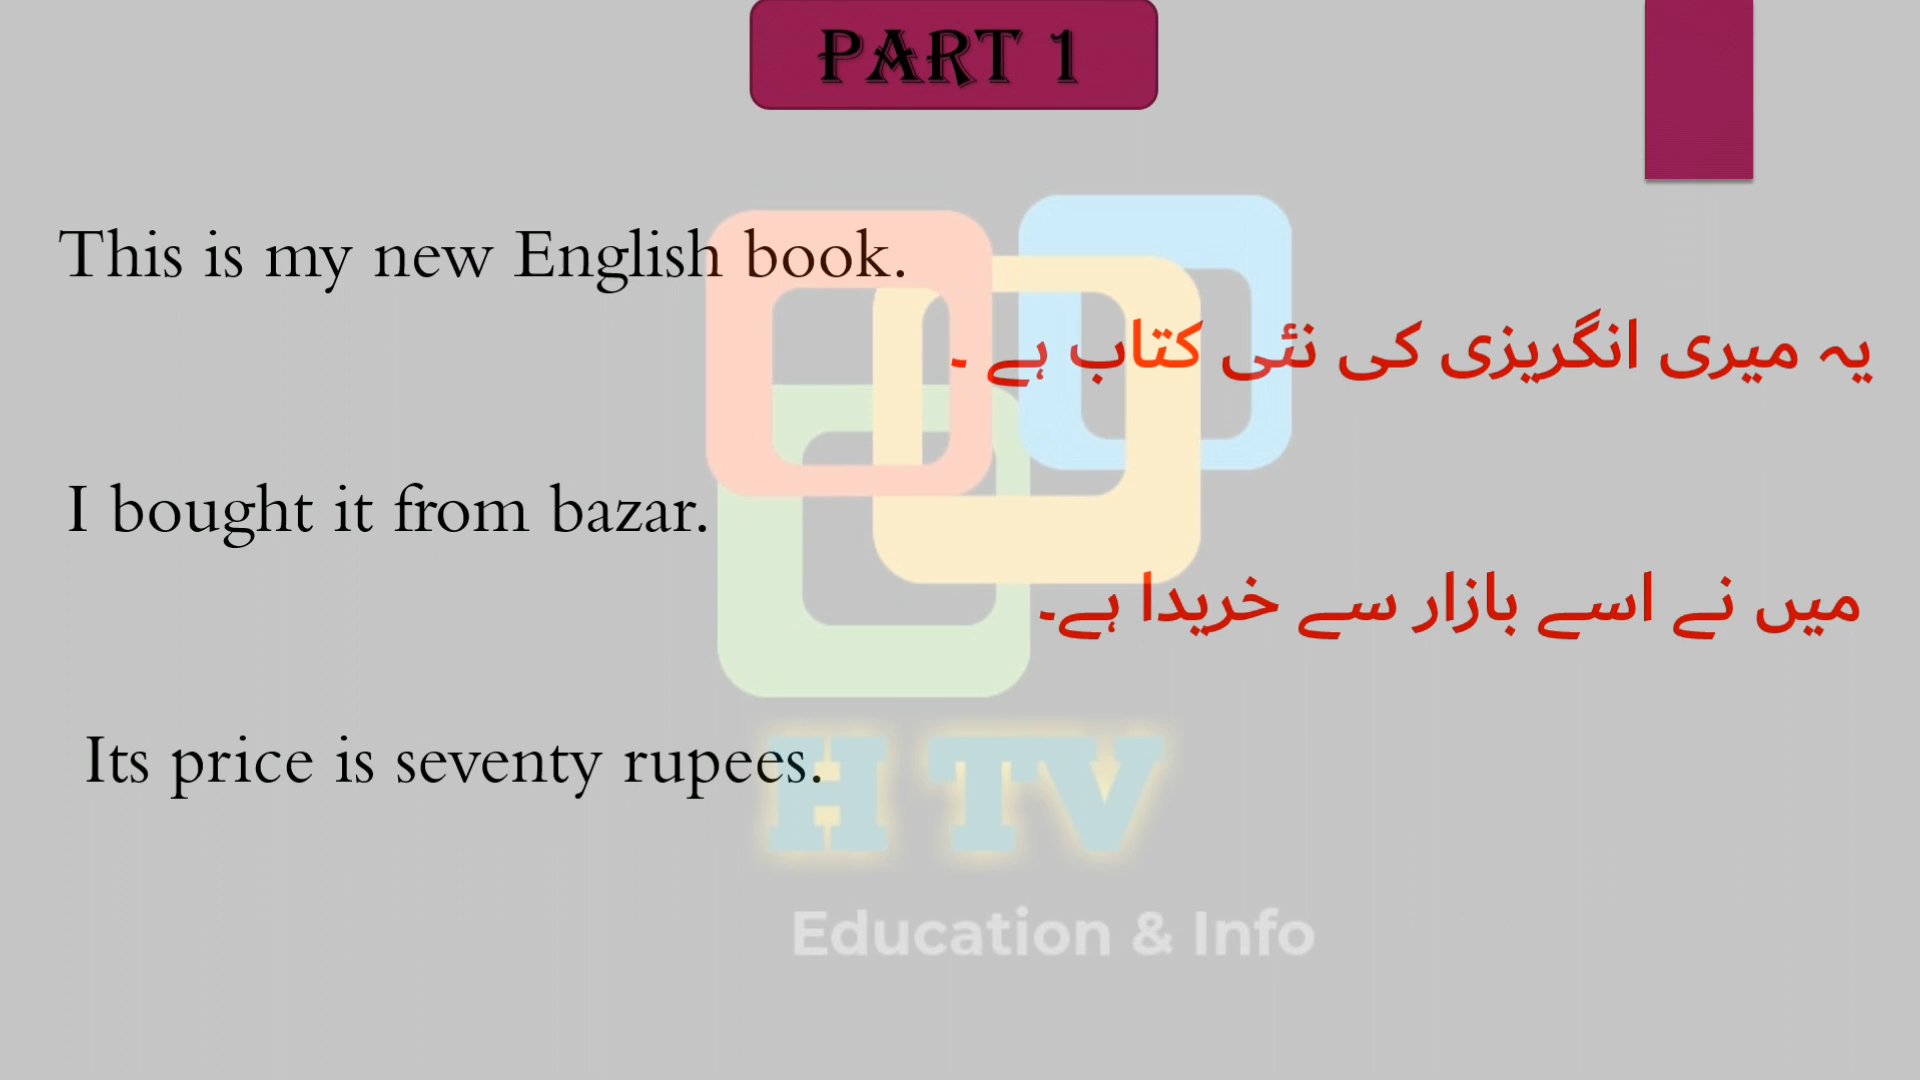 PART 1
This is my new English book.
یہ میری انگریزی کی نئی کتاب ہے ۔
I bought it from bazar.
میں نے اسے بازار سے خریدا ہے۔
Its price is seventy rupees.
H TV
Education & Info